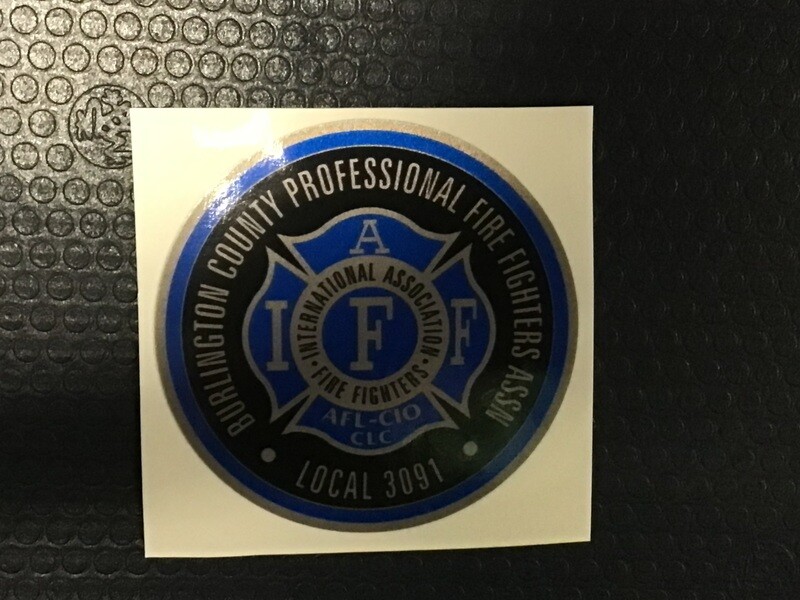 BURLINGTON COUNTY PROFESSIONAL FIRE FIGHTERS ASSN
A
I
F
F
INTERNATIONAL ASSOCIATION
• FIRE FIGHTERS •
AFL-CIO
CLC
• LOCAL 3091 •